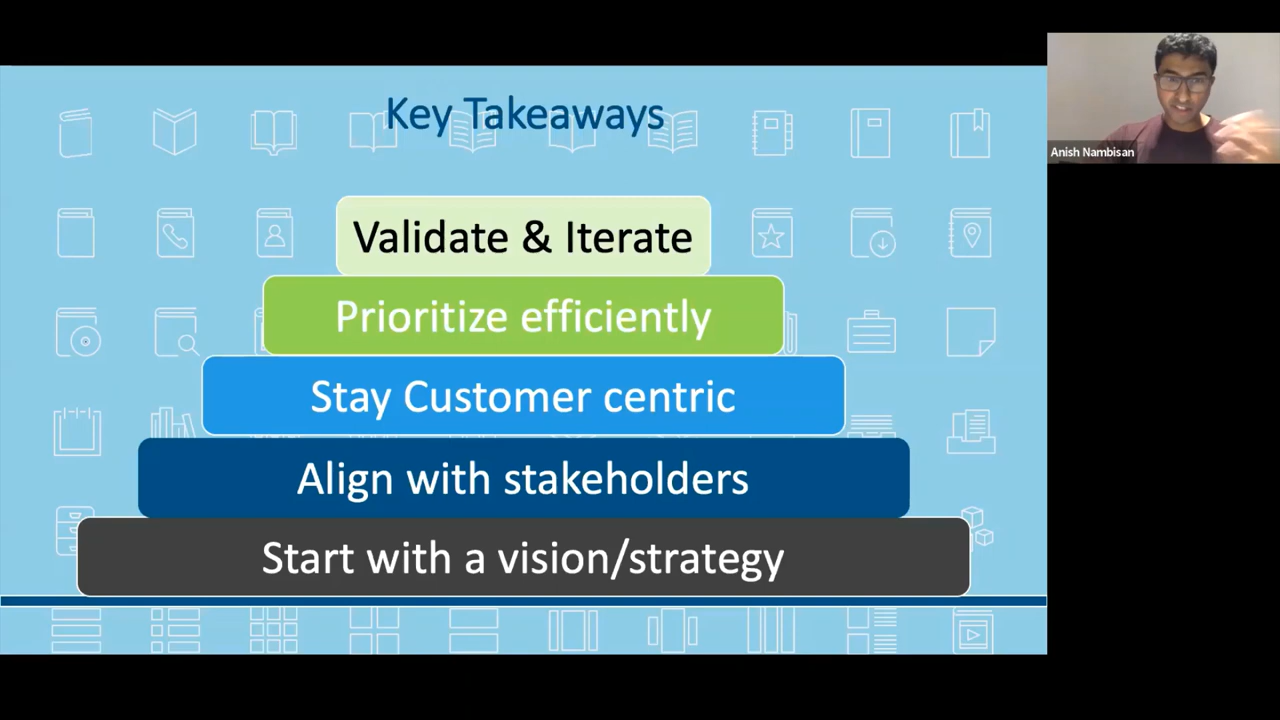 Key Takeaways
Anish Nambisan
Validate & Iterate
Prioritize efficiently
Stay Customer centric
Align with stakeholders
Start with a vision/strategy